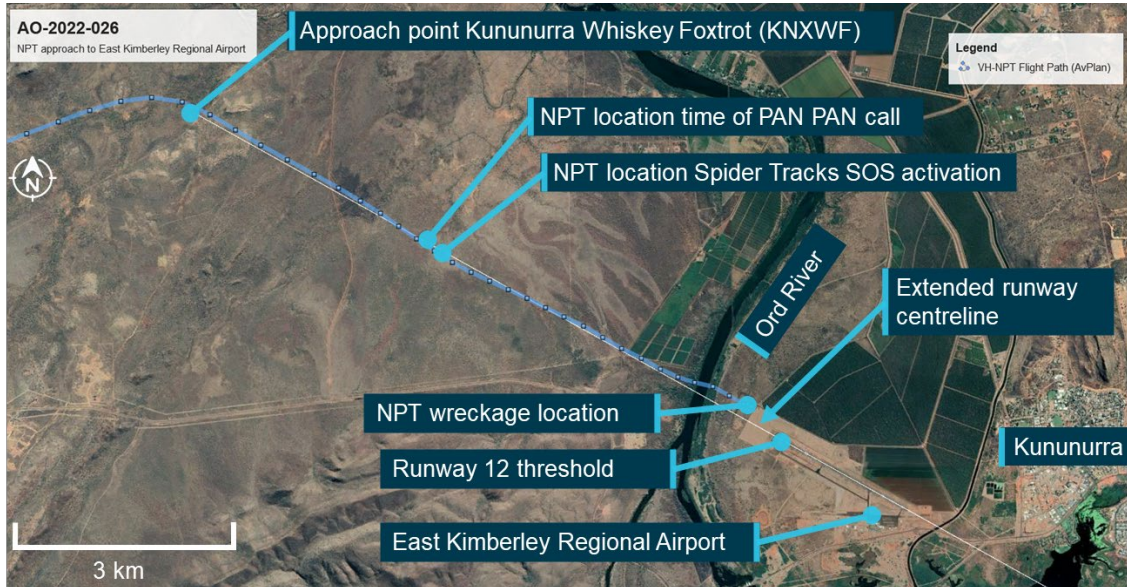 AO-2022-026
NPT approach to East Kimberley Regional Airport
Approach point Kununurra Whiskey Foxtrot (KNXWF)
Legend
VH-NPT Flight Path (AvPlan)
NPT location time of PAN PAN call
NPT location Spider Tracks SOS activation
N
Ord River
Extended runway
centreline
NPT wreckage location
Runway 12 threshold
Kununurra
East Kimberley Regional Airport
3 km